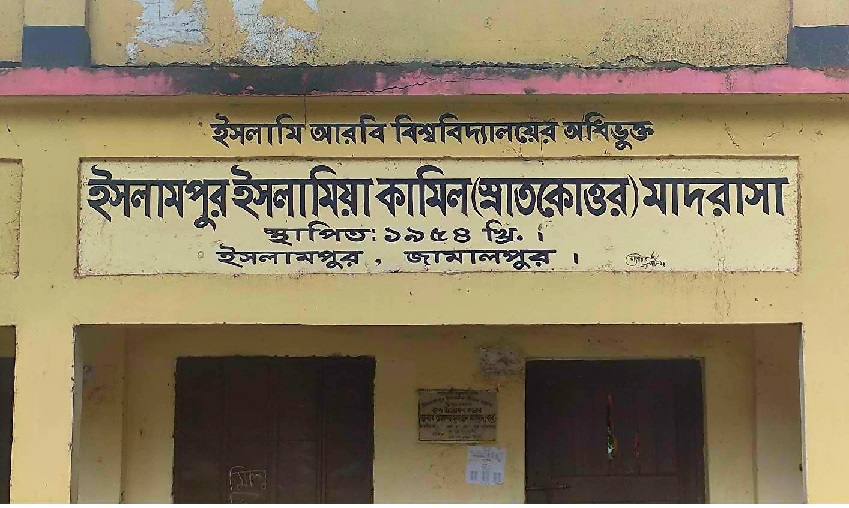 ইসলামি আরবি বিশ্ববিদ্যালয়ের অধিভুক্ত
ইসলামপুর ইসলামিয়া কামিল (স্নাতকোত্তর) মাদরাসা
স্থাপিত: ১৯৫৪ খ্রি. ।
ইসলামপুর , জামালপুর ।